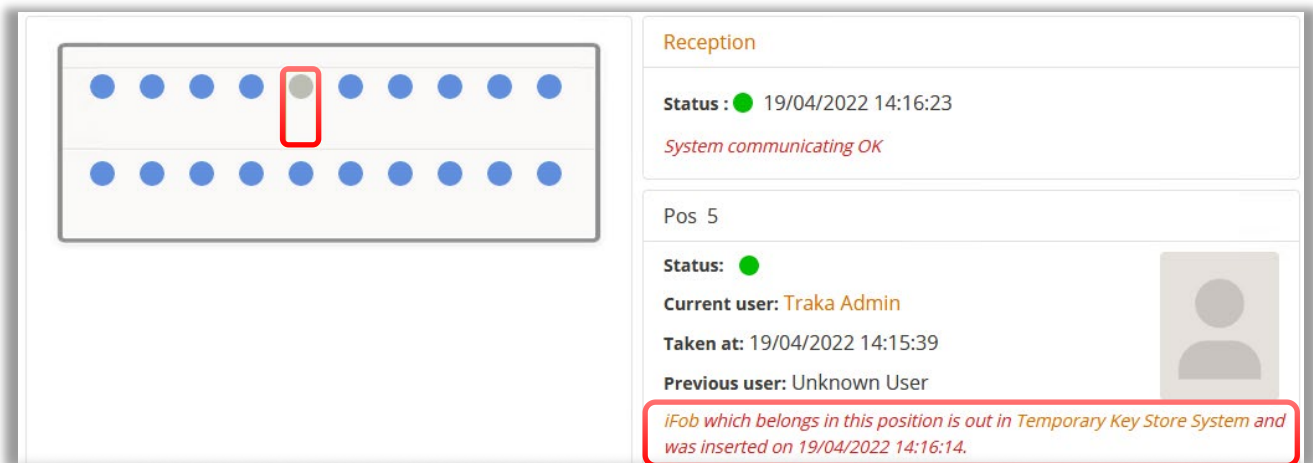 Reception
Status : 19/04/2022 14:16:23
System communicating OK
Pos 5
Status:
Current user: Traka Admin
Taken at: 19/04/2022 14:15:39
Previous user: Unknown User
iFob which belongs in this position is out in Temporary Key Store System and
was inserted on 19/04/2022 14:16:14.